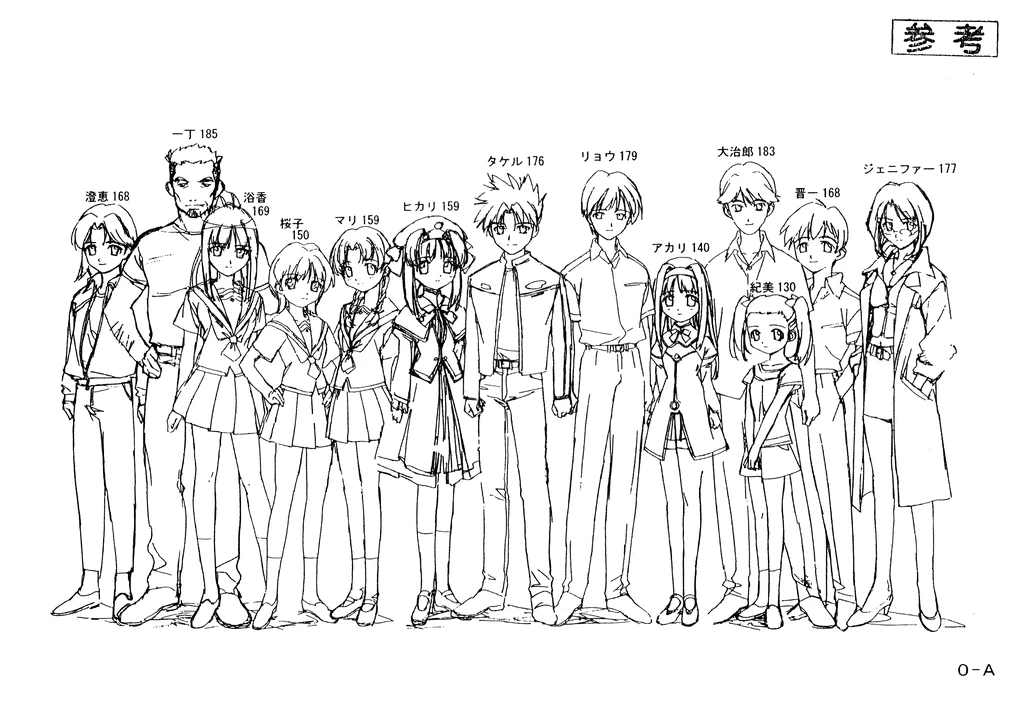 参考
一丁 185
澄恵 168
浴香
169
桜子
150
マリ 159
ヒカリ 159
タケル 176
リョウ 179
アカリ 140
大治郎 183
紀美 130
晋一 168
ジェニファー 177
O-A